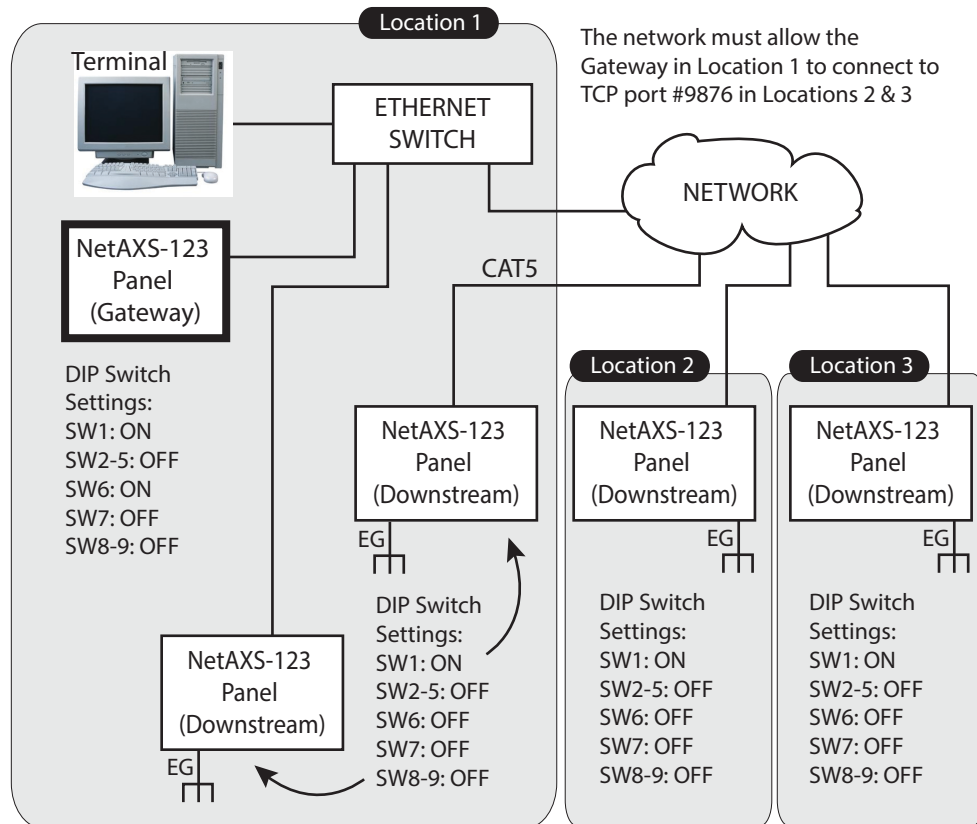 Location 1
Terminal
ETHERNET
SWITCH
The network must allow the
Gateway in Location 1 to connect to
TCP port #9876 in Locations 2 & 3
NETWORK
NetAXS-123
Panel
(Gateway)
CAT5
DIP Switch
Settings:
SW1: ON
SW2-5: OFF
SW6: ON
SW7: OFF
SW8-9: OFF
NetAXS-123
Panel
(Downstream)
EG
DIP Switch
Settings:
SW1: ON
SW2-5: OFF
SW6: OFF
SW7: OFF
SW8-9: OFF
NetAXS-123
Panel
(Downstream)
EG
Location 2
NetAXS-123
Panel
(Downstream)
EG
DIP Switch
Settings:
SW1: ON
SW2-5: OFF
SW6: OFF
SW7: OFF
SW8-9: OFF
Location 3
NetAXS-123
Panel
(Downstream)
EG
DIP Switch
Settings:
SW1: ON
SW2-5: OFF
SW6: OFF
SW7: OFF
SW8-9: OFF